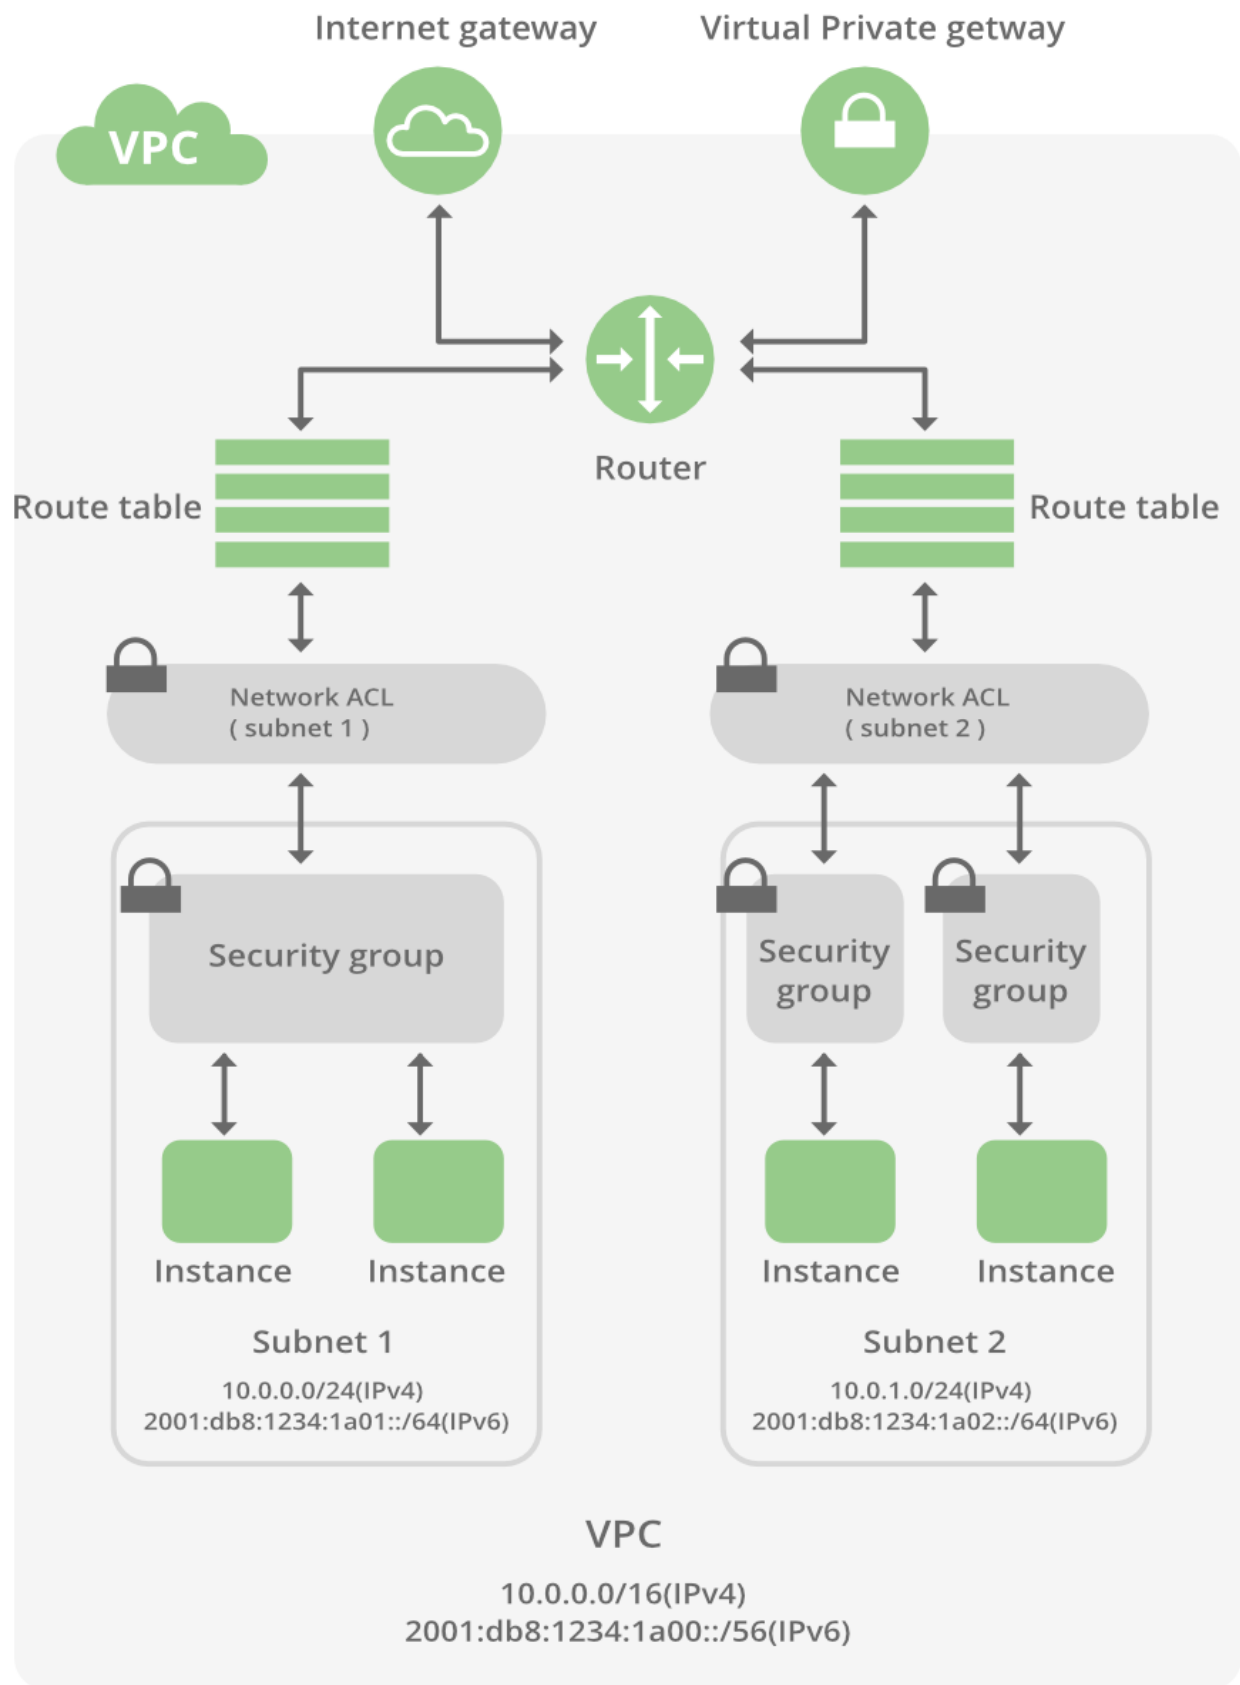 Internet gateway
Virtual Private getway
VPC
Router
Route table
Route table
Network ACL
( subnet 1 )
Network ACL
( subnet 2 )
Security group
Security
group
Security
group
Instance
Instance
Instance
Instance
Subnet 1
10.0.0.0/24(IPv4)
2001:db8:1234:1a01::/64(IPv6)
Subnet 2
10.0.1.0/24(IPv4)
2001:db8:1234:1a02::/64(IPv6)
VPC
10.0.0.0/16(IPv4)
2001:db8:1234:1a00::/56(IPv6)